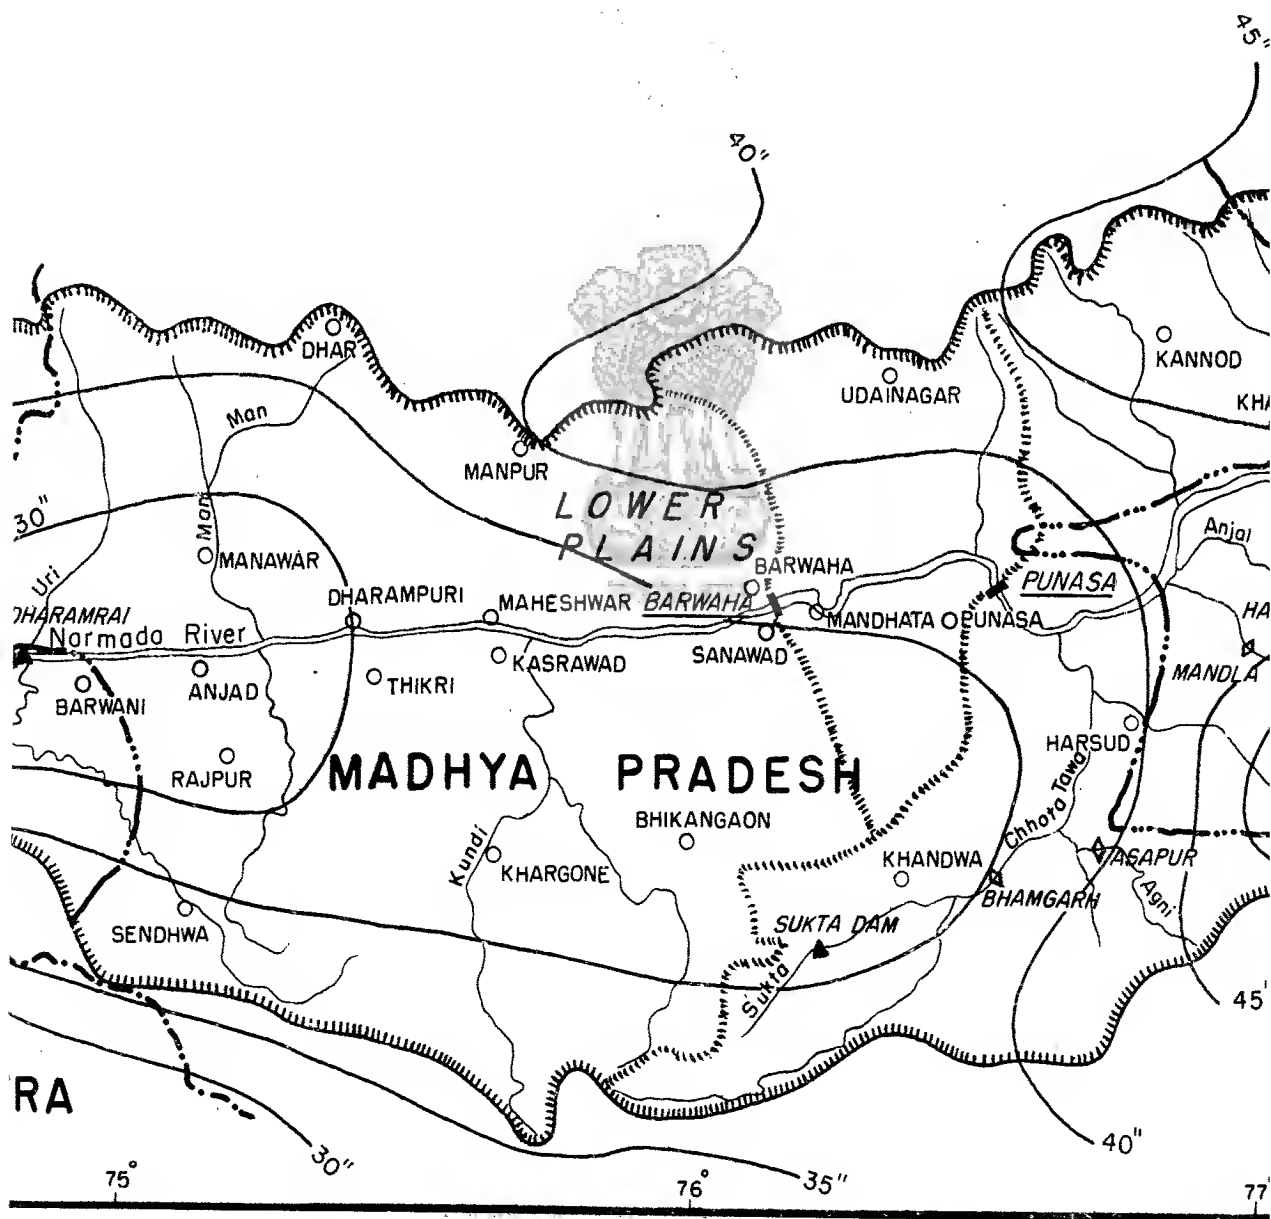 45"
40"
DHAR
KANNOD
UDAINAGAR
KHA
Man
MANPUR
LOWER
PLAINS
30"
Man
MANAWAR
Anjal
Uri
BARWAHA
PUNASA
DHARAMRAI
DHARAMPURI
MAHESHWAR
BARWAHA
MANDHATA
PUNASA
HA
Narmada River
SANAWAD
KASRAWAD
MANDLA
ANJAD
THIKRI
BARWANI
HARSUD
RAJPUR
MADHYA PRADESH
Chhota Tawa
BHIKANGAON
Kundi
KHANDWA
ASAPUR
KHARGONE
BHAMGARH
Agni
SENDHWA
SUKTA DAM
Sukta
45'
RA
30"
35"
40"
75°
76°
77°